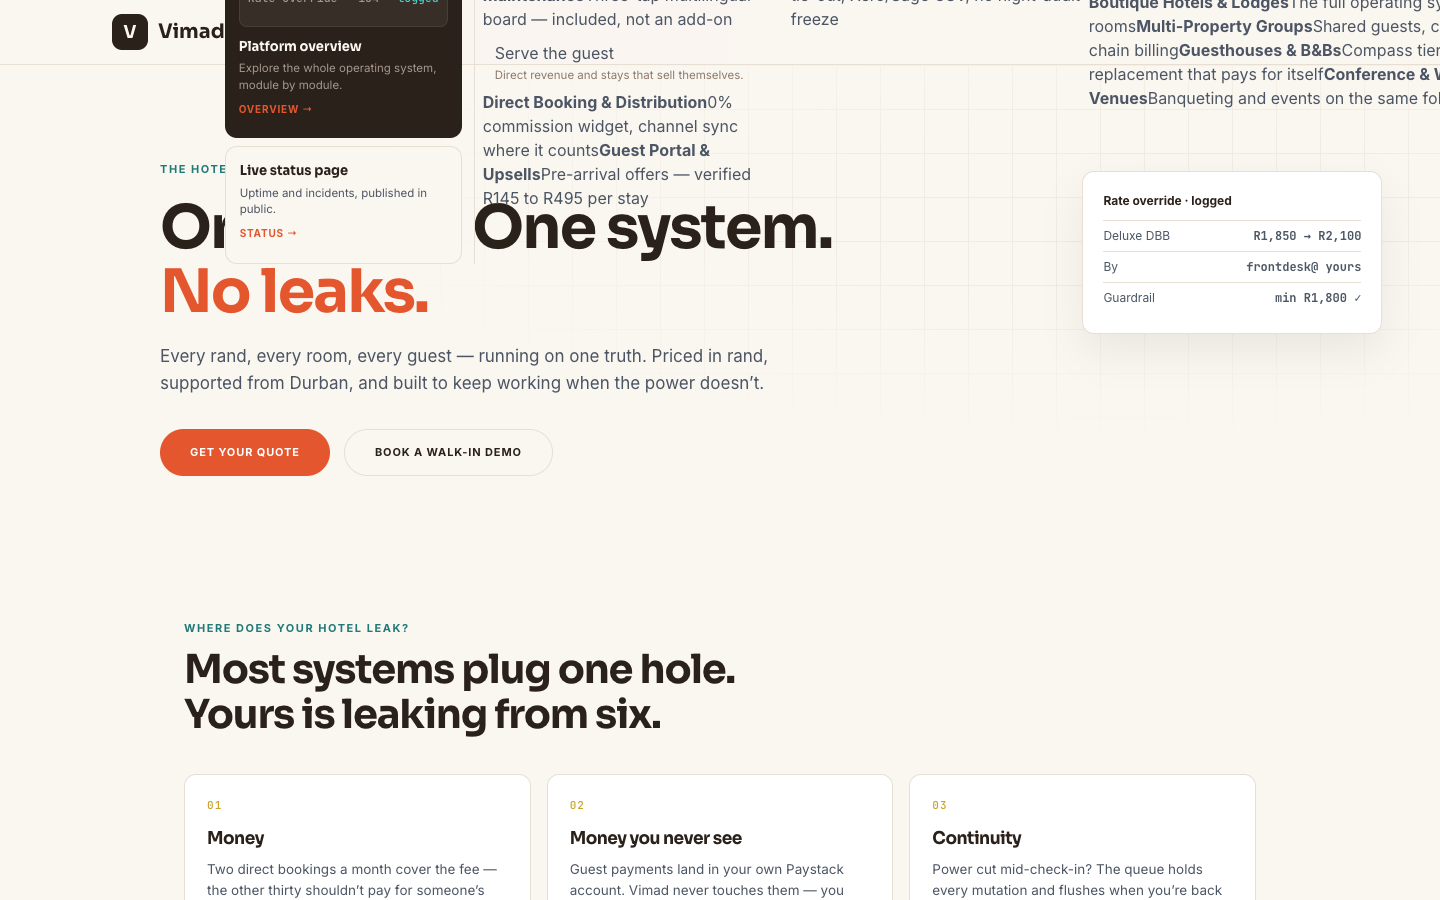 V Vimad
Rate override · 104 logged
Platform overview
Explore the whole operating system,
module by module.
OVERVIEW →
Live status page
Uptime and incidents, published in
public.
STATUS →
board — included, not an add-on
Serve the guest
Direct revenue and stays that sell themselves.
Direct Booking & Distribution0%
commission widget, channel sync
where it countsGuest Portal &
UpsellsPre-arrival offers — verified
R145 to R495 per stay
freeze
Boutique Hotels & LodgesThe full operating sy
roomsMulti-Property GroupsShared guests, c
chain billingGuesthouses & B&BsCompass tier
replacement that pays for itselfConference & W
VenuesBanqueting and events on the same fol
THE HOTE
One system.
No leaks.
Every rand, every room, every guest — running on one truth. Priced in rand,
supported from Durban, and built to keep working when the power doesn’t.
GET YOUR QUOTE
BOOK A WALK-IN DEMO
Rate override · logged
Deluxe DBB R1,850 → R2,100
By frontdesk@ yours
Guardrail min R1,800 ✓
WHERE DOES YOUR HOTEL LEAK?
Most systems plug one hole.
Yours is leaking from six.
01
Money
Two direct bookings a month cover the fee —
the other thirty shouldn’t pay for someone’s
02
Money you never see
Guest payments land in your own Paystack
account. Vimad never touches them — you
03
Continuity
Power cut mid-check-in? The queue holds
every mutation and flushes when you’re back